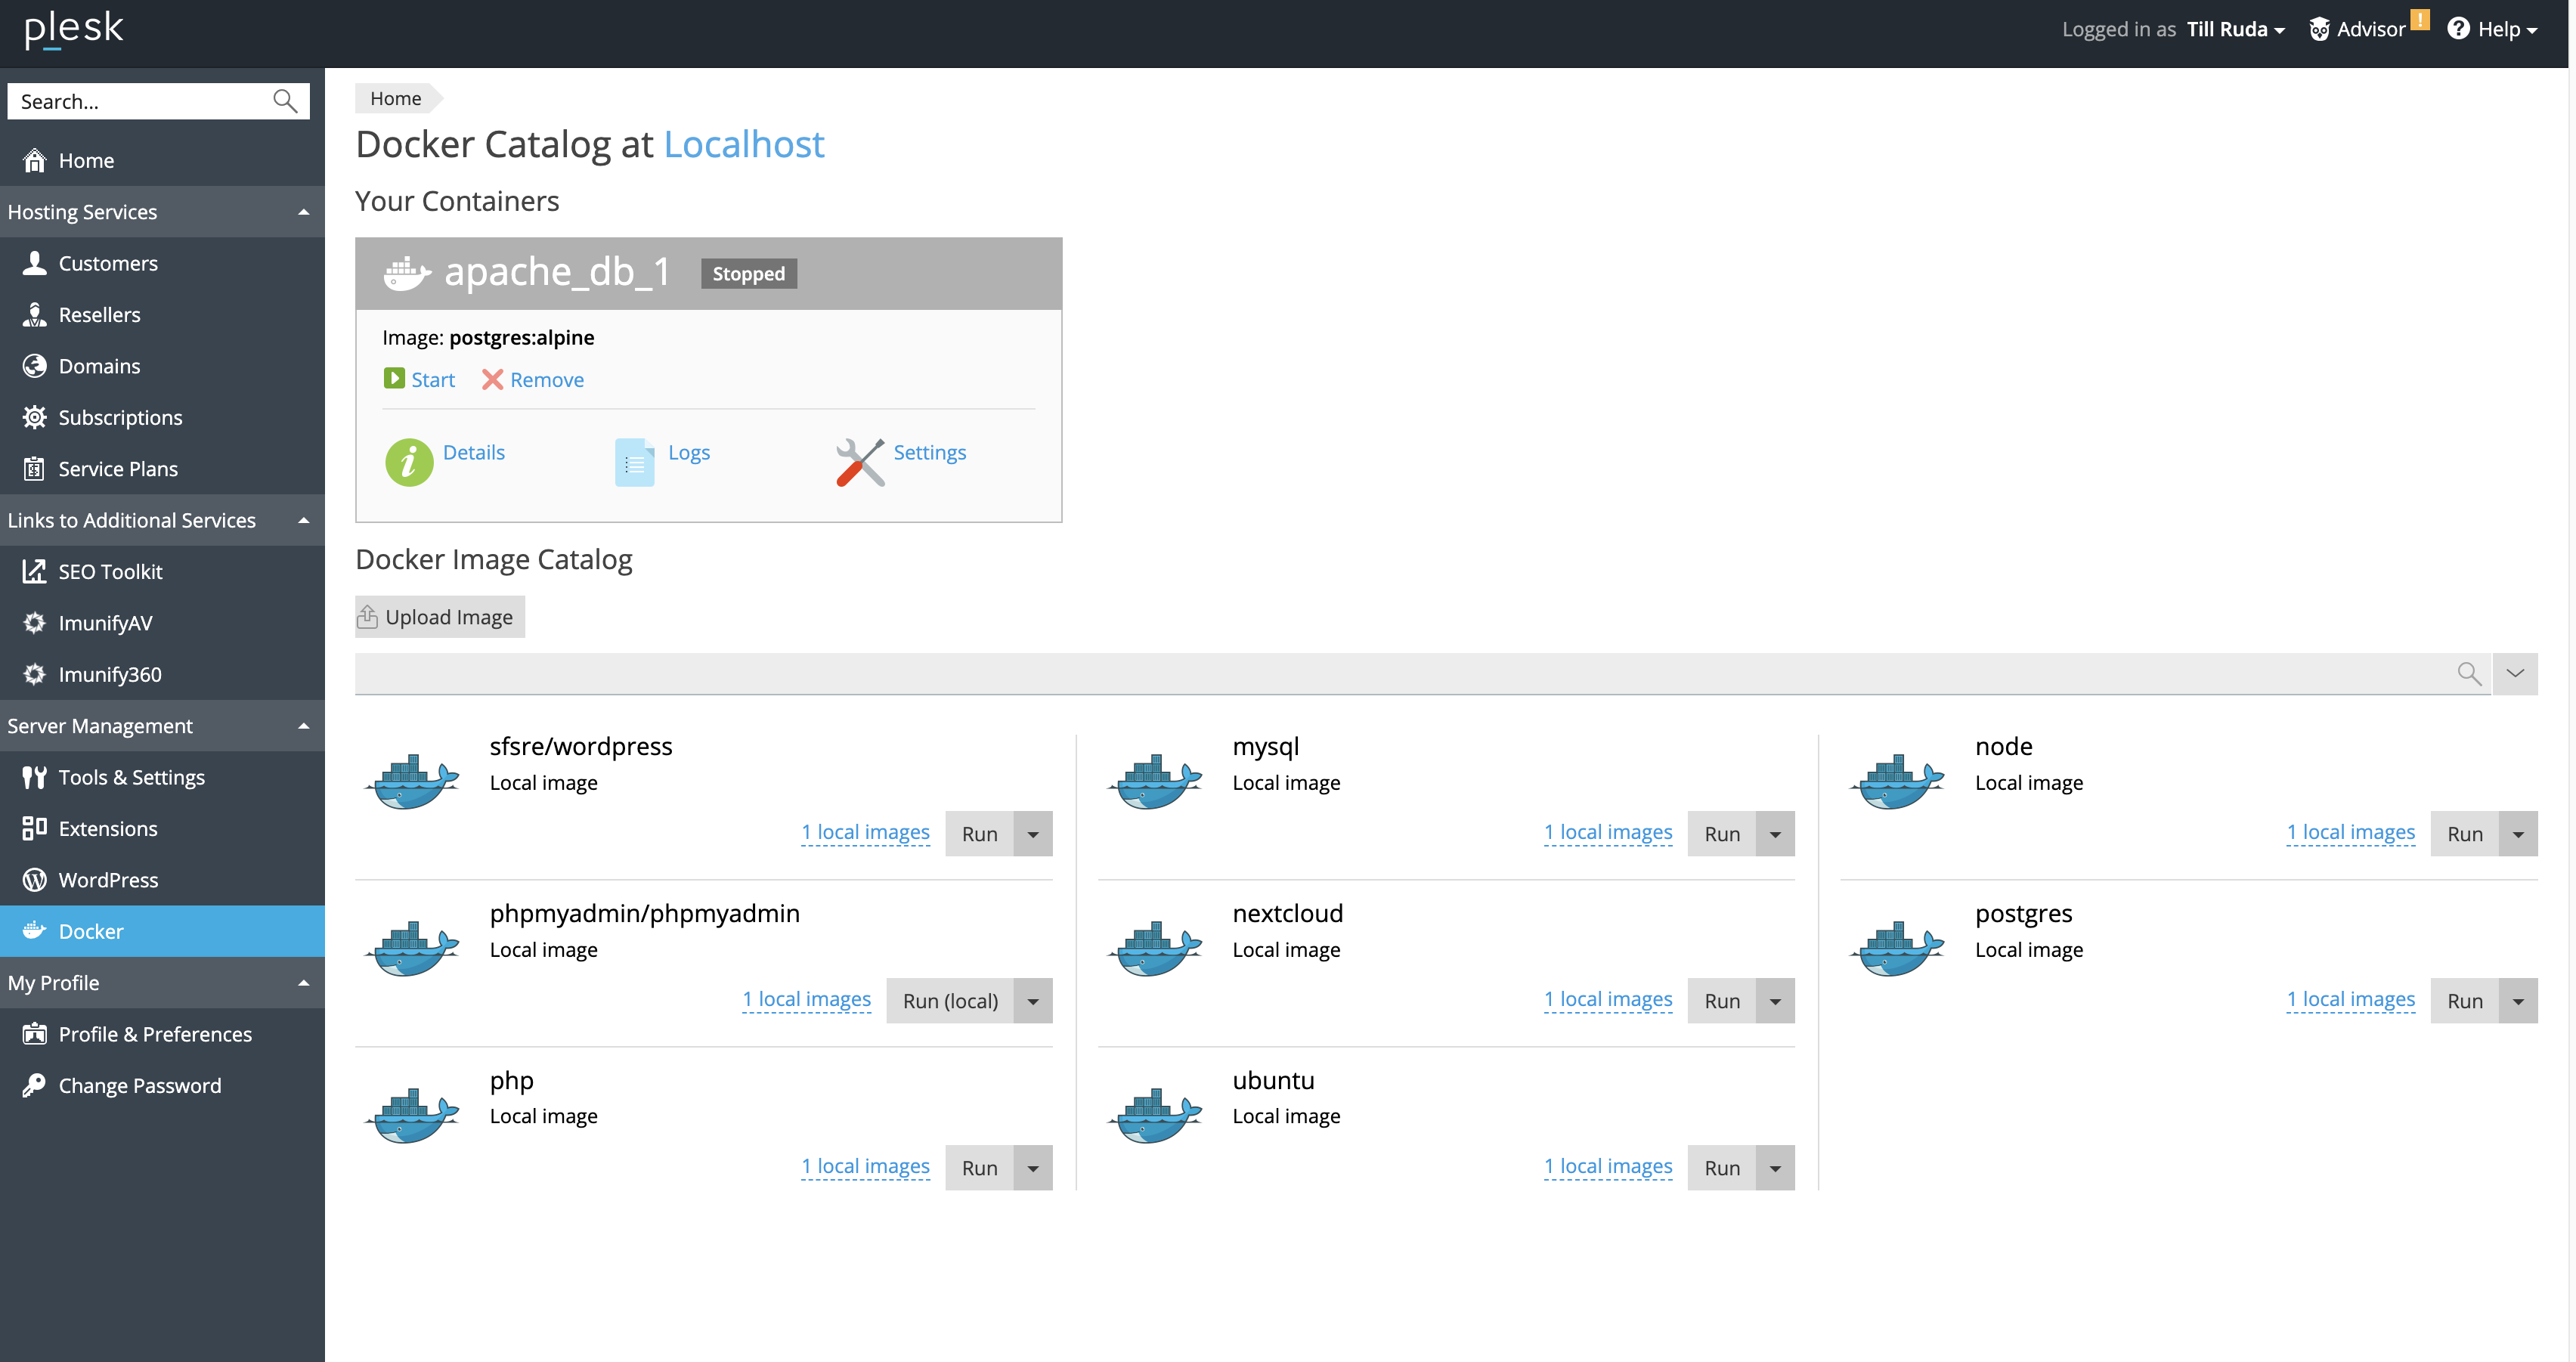 plesk
Logged in as Till Ruda
Advisor
!
? Help
Search...
Home
Hosting Services
Customers
Resellers
Domains
Subscriptions
Service Plans
Links to Additional Services
SEO Toolkit
ImunifyAV
Imunify360
Server Management
Tools & Settings
Extensions
WordPress
Docker
My Profile
Profile & Preferences
Change Password
Home
Docker Catalog at Localhost
Your Containers
apache_db_1 Stopped
Image: postgres:alpine
Start Remove
Details Logs Settings
Docker Image Catalog
Upload Image
sfsre/wordpress
Local image
1 local images Run
mysql
Local image
1 local images Run
node
Local image
1 local images Run
phpmyadmin/phpmyadmin
Local image
1 local images Run (local)
nextcloud
Local image
1 local images Run
postgres
Local image
1 local images Run
php
Local image
1 local images Run
ubuntu
Local image
1 local images Run